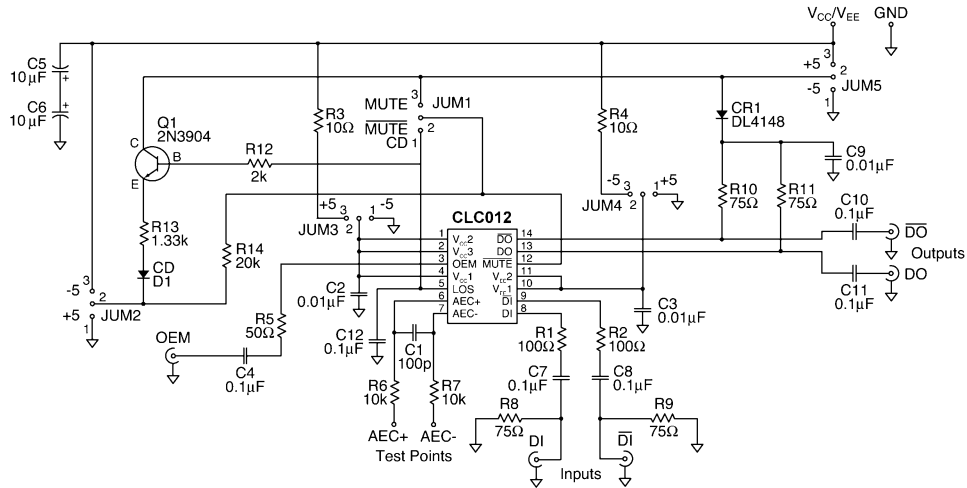 VCC/VEE GND
C5
10µF
+
C6
10µF
+
Q1
2N3904
C
B
E
R12
2k
R13
1.33k
CD
D1
R14
20k
-5
3
2
+5
1
JUM2
R3
10Ω
+5
3
2
1
-5
JUM3
MUTE
3
JUM1
MUTE
2
CD
1
R4
10Ω
-5
3
2
1
+5
JUM4
3
+5
2
-5
JUM5
1
CR1
DL4148
C9
0.01µF
R10
75Ω
R11
75Ω
C10
0.1µF
DO
Outputs
DO
C11
0.1µF
CLC012
1 VCC2 DO 14
2 VCC3 DO 13
3 OEM MUTE 12
4 VCC1 VEE2 11
5 LOS VEE1 10
6 AEC+ DI 9
7 AEC- DI 8
C2
0.01µF
C3
0.01µF
R5
50Ω
OEM
C4
0.1µF
C12
0.1µF
C1
100p
R6
10k
R7
10k
AEC+ AEC-
Test Points
R1
100Ω
R2
100Ω
C7
0.1µF
C8
0.1µF
R8
75Ω
R9
75Ω
DI
DI
Inputs